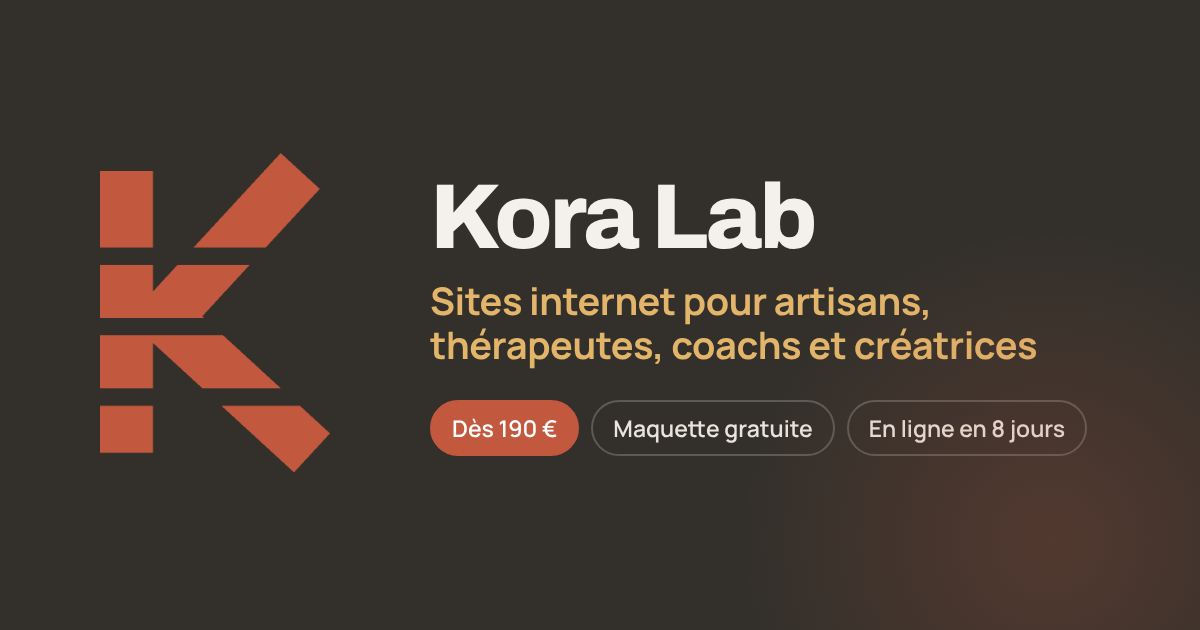 Kora Lab
Sites internet pour artisans,
thérapeutes, coachs et créatrices
Dès 190 €
Maquette gratuite
En ligne en 8 jours